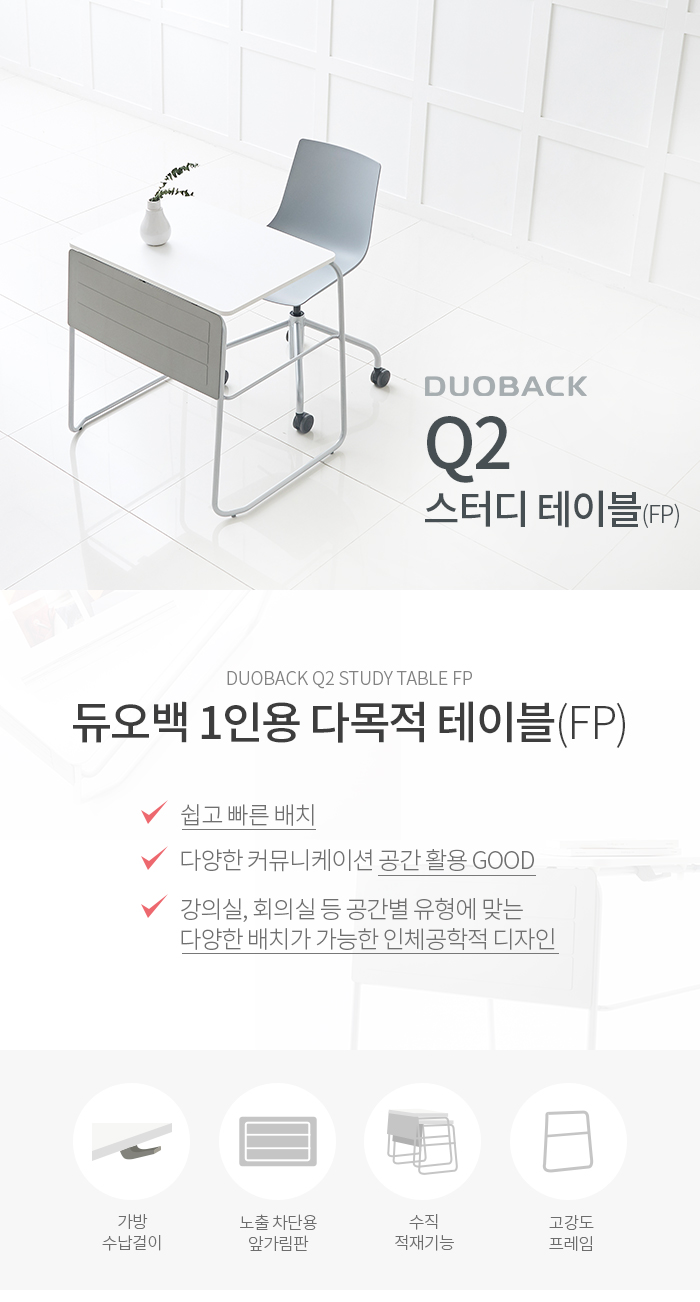 DUOBACK
Q2
스터디 테이블(FP)
DUOBACK Q2 STUDY TABLE FP
듀오백 1인용 다목적 테이블(FP)
쉽고 빠른 배치
다양한 커뮤니케이션 공간 활용 GOOD
강의실, 회의실 등 공간별 유형에 맞는
다양한 배치가 가능한 인체공학적 디자인
가방
수납걸이
노출 차단용
앞가림판
수직
적재기능
고강도
프레임